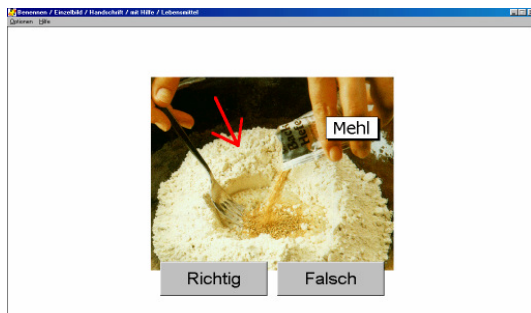 Benennen / Einzelbild / Handschrift / mit Hilfe / Lebensmittel
Optionen Hilfe
Mehl
Richtig
Falsch